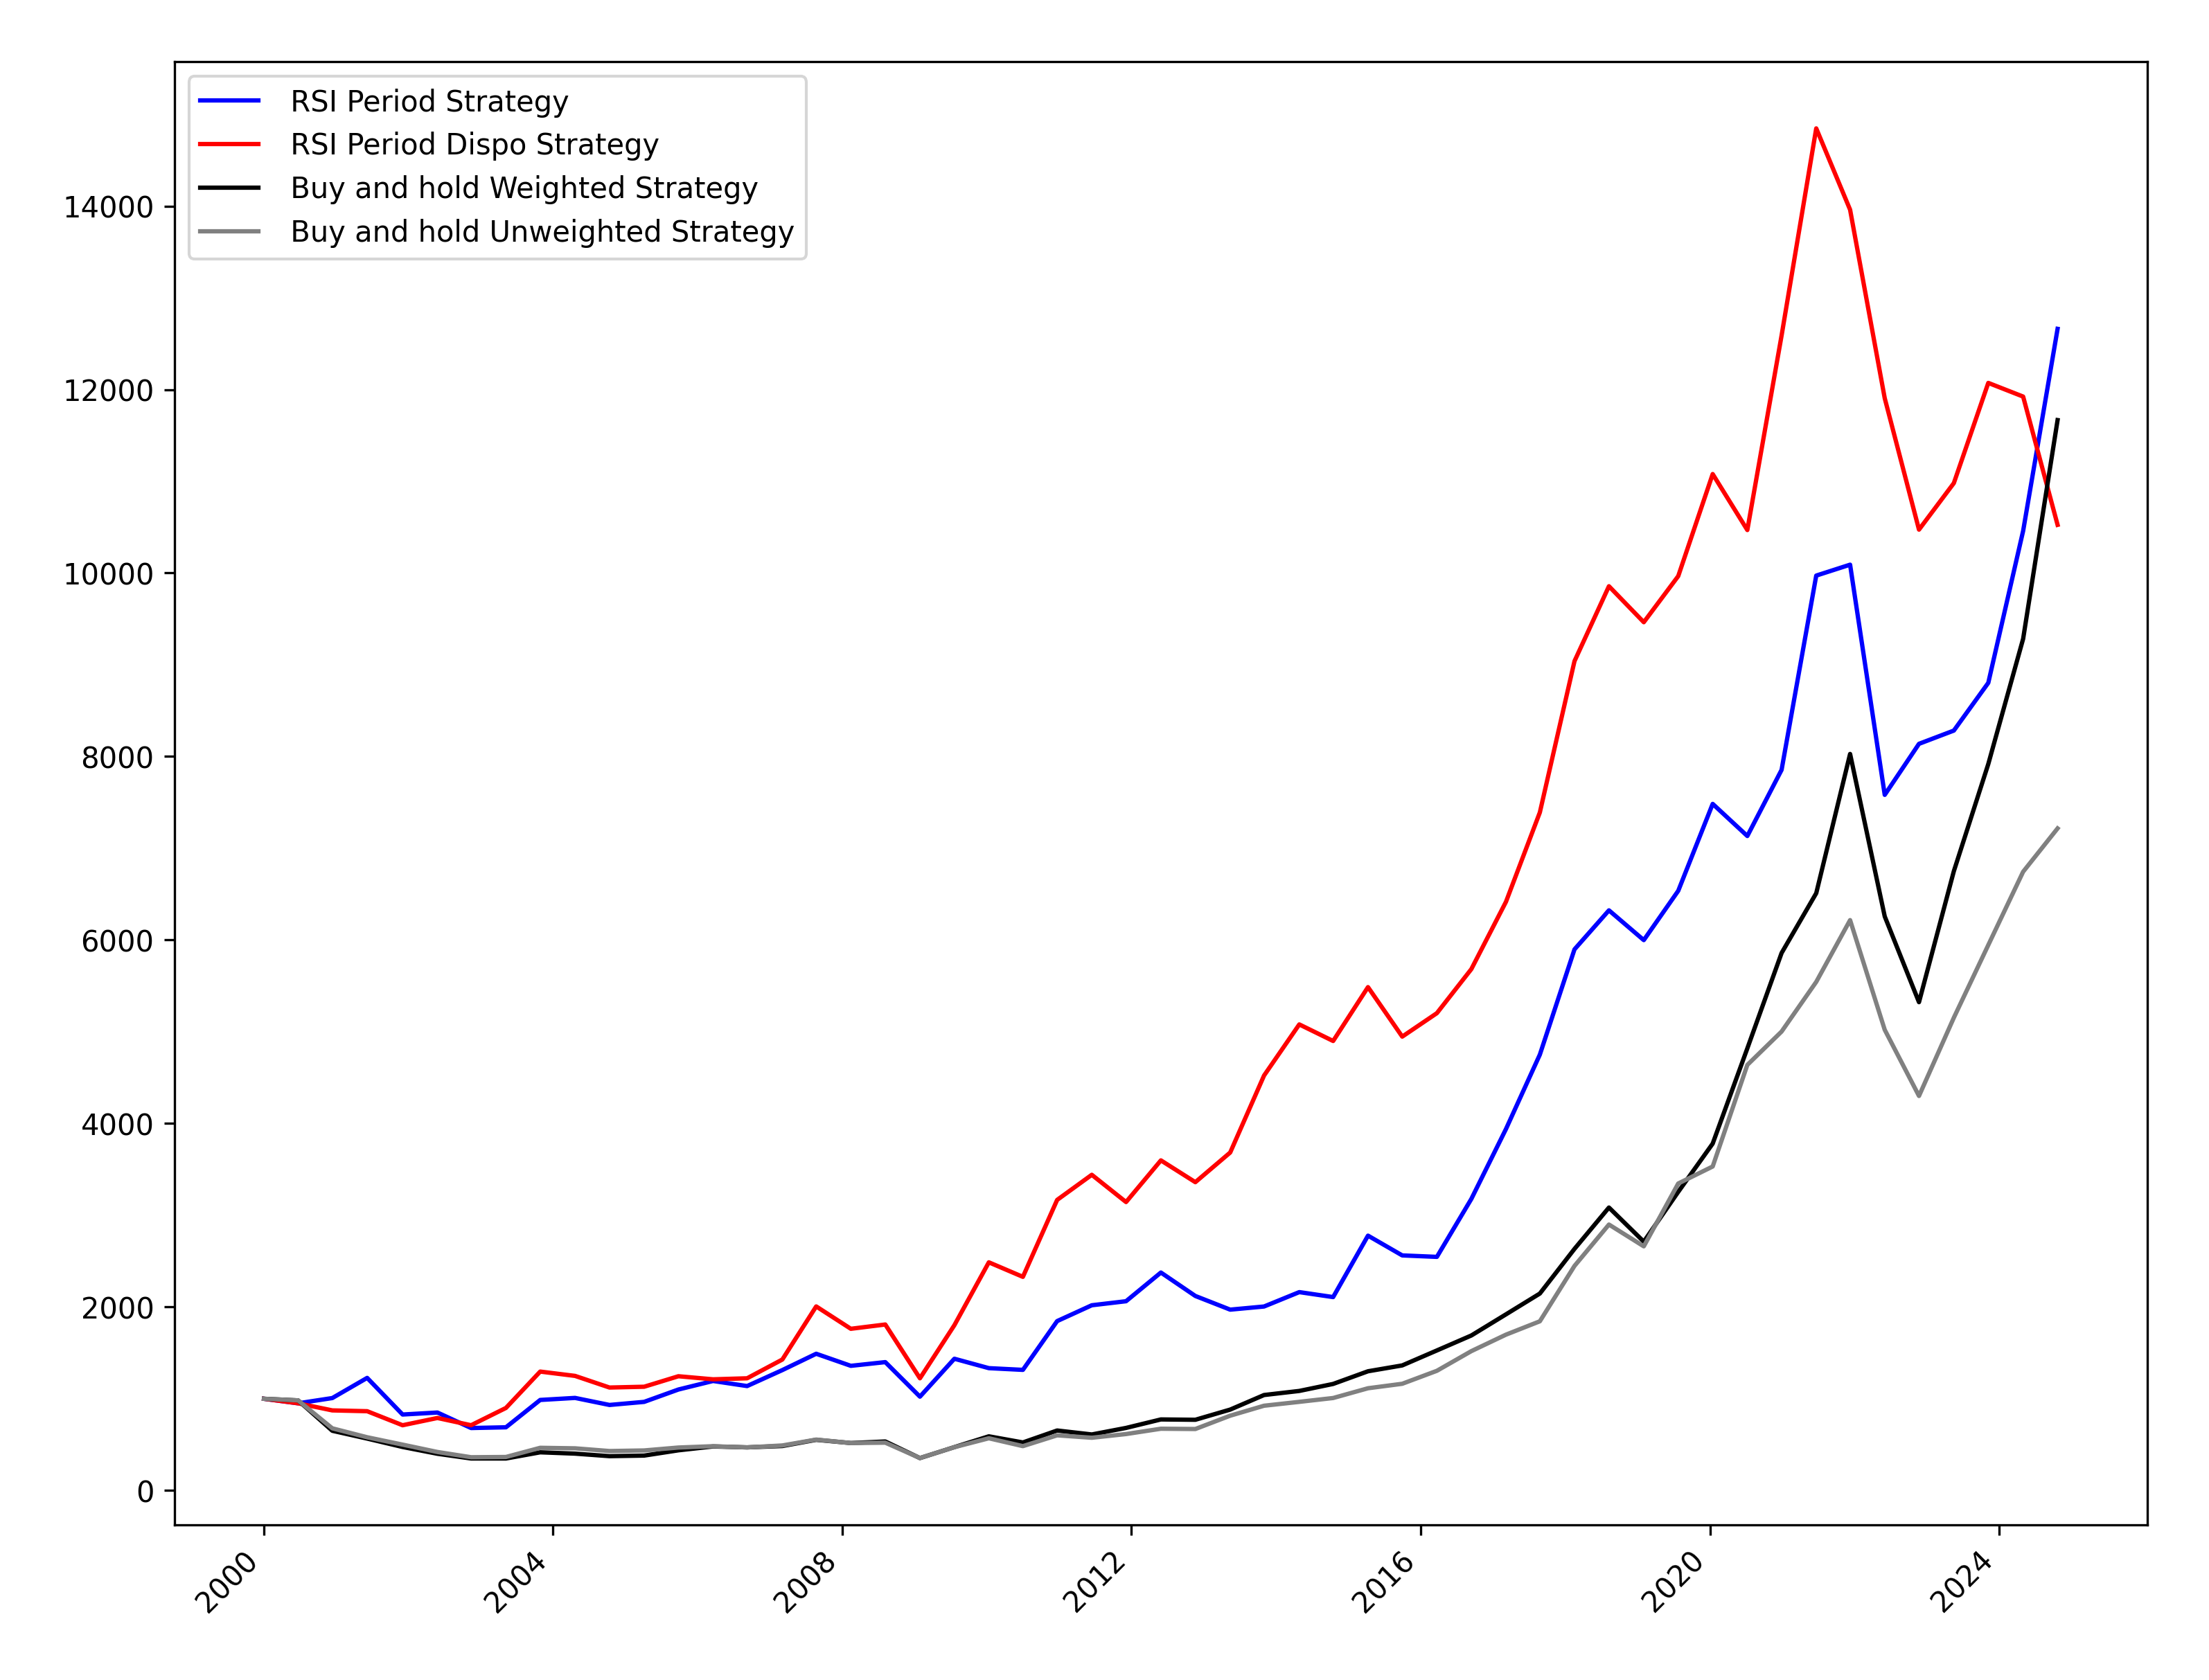 RSI Period Strategy
RSI Period Dispo Strategy
Buy and hold Weighted Strategy
Buy and hold Unweighted Strategy
14000
12000
10000
8000
6000
4000
2000
0
2000 2004 2008 2012 2016 2020 2024